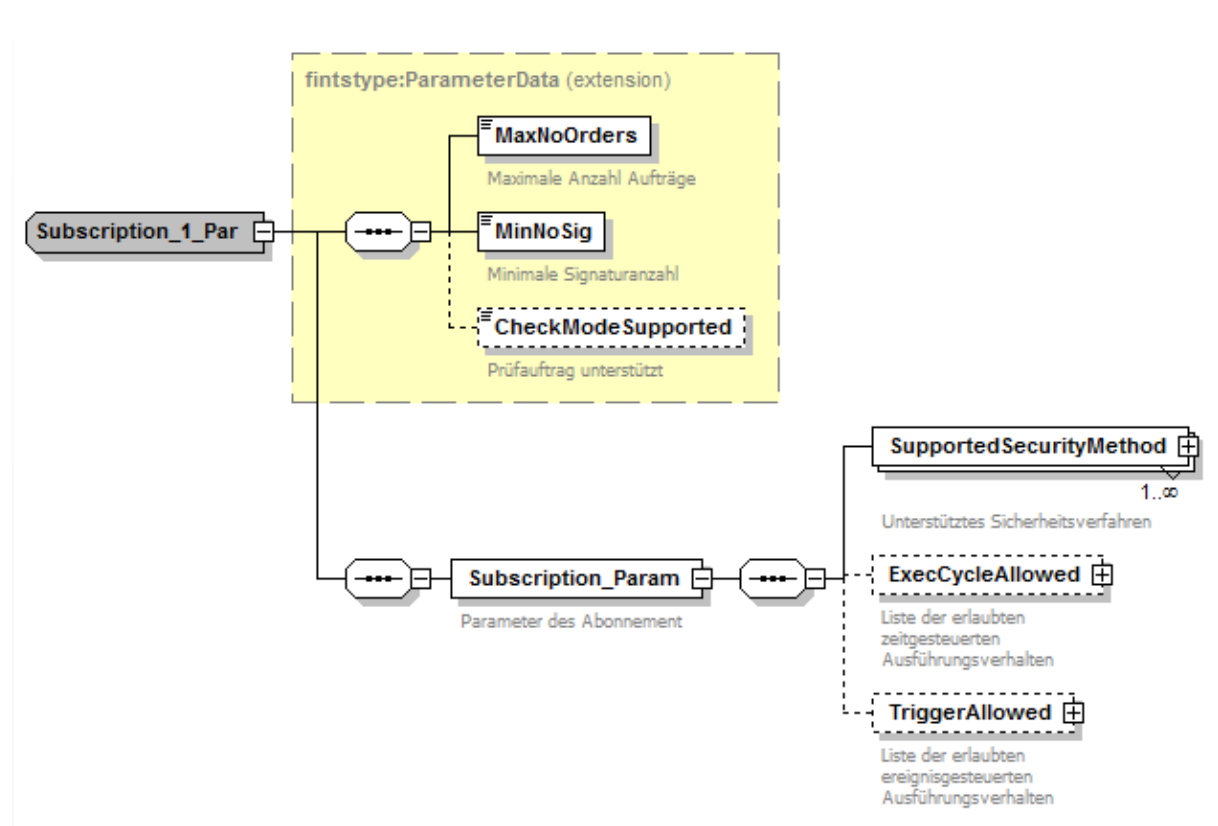 fintstype:ParameterData (extension)
MaxNoOrders
Maximale Anzahl Aufträge
Subscription_1_Par
MinNoSig
Minimale Signaturanzahl
CheckModeSupported
Prüfauftrag unterstützt
SupportedSecurityMethod
1..∞
Unterstütztes Sicherheitsverfahren
Subscription_Param
Parameter des Abonnement
ExecCycleAllowed
Liste der erlaubten
zeitgesteuerten
Ausführungsverhalten
TriggerAllowed
Liste der erlaubten
ereignisgesteuerten
Ausführungsverhalten